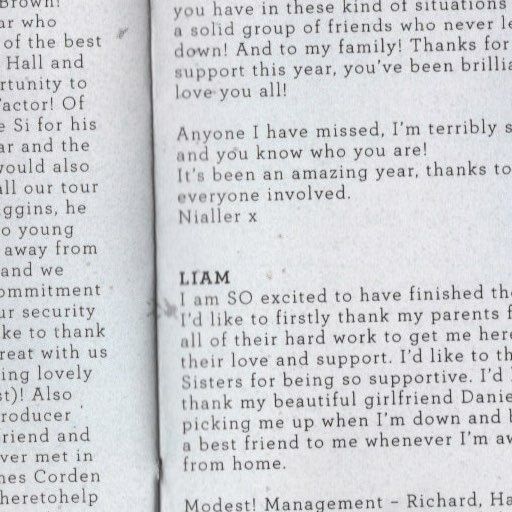 Brown!
ar who
of the best
Hall and
rtunity to
Factor! Of
e Si for his
ar and the
would also
all our tour
iggins, he
o young
away from
and we
ommitment
ur security
ke to thank
reat with us
ing lovely
st)! Also
roducer
riend and
ver met in
mes Corden
heretohelp
you have in these kind of situations
a solid group of friends who never le
down! And to my family! Thanks for
support this year, you've been brillia
love you all!
Anyone I have missed, I'm terribly s
and you know who you are!
It's been an amazing year, thanks to
everyone involved.
Nialler x
LIAM
I am SO excited to have finished th
I'd like to firstly thank my parents f
all of their hard work to get me here
their love and support. I'd like to th
Sisters for being so supportive. I'd
thank my beautiful girlfriend Danie
picking me up when I'm down and b
a best friend to me whenever I'm aw
from home.
Modest! Management – Richard, Ha